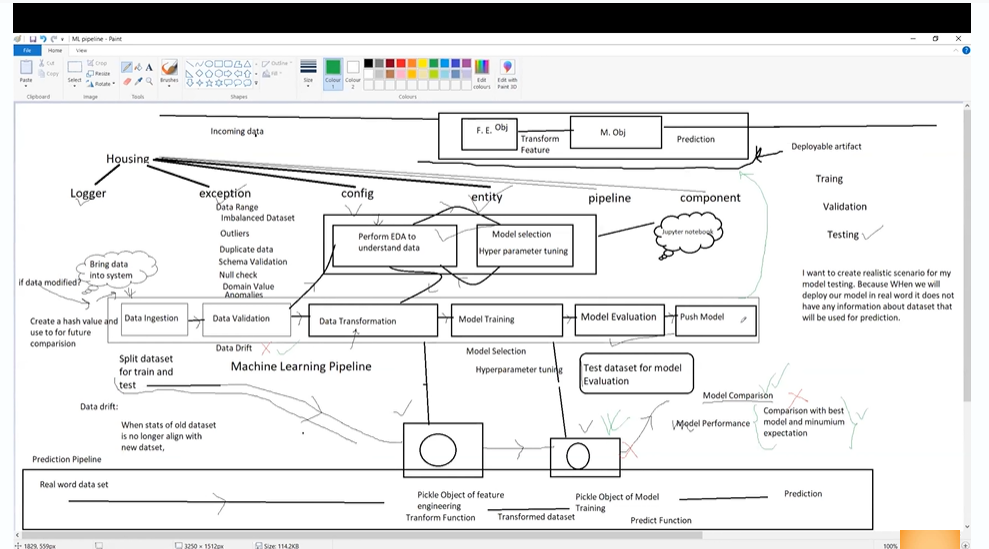 ML pipeline - Paint
File
Home
View
Paste
Cut
Copy
Clipboard
Select
Crop
Resize
Rotate
Image
A
Tools
Brushes
Outline
Fill
Shapes
Size
Colour 1
Colour 2
Colours
Edit colours
Edit with Paint 3D
Incoming data
F. E. Obj
Transform
Feature
M. Obj
Prediction
Deployable artifact
Housing
Traing
Validation
Testing
Logger
exception
config
entity
pipeline
component
Data Range
Imbalanced Dataset
Outliers
Duplicate data
Schema Validation
Null check
Domain Value
Anomalies
Perform EDA to
understand data
Model selection
Hyper parameter tuning
Jupyter notebook
Bring data
into system
if data modified?
Create a hash value and
use to for future
comparision
Data Ingestion
Data Validation
Data Transformation
Model Training
Model Evaluation
Push Model
I want to create realistic scenario for my
model testing. Because WHen we will
deploy our model in real word it does not
have any information about dataset that
will be used for prediction.
Data Drift
Machine Learning Pipeline
Model Selection
Hyperparameter tuning
Test dataset for model
Evaluation
Split dataset
for train and
test
Data drift:
When stats of old dataset
is no longer align with
new datset,
Model Comparison
Model Performance
Comparison with best
model and minumium
expectation
Prediction Pipeline
Real word data set
Pickle Object of feature
engineering
Tranform Function
Transformed dataset
Pickle Object of Model
Training
Predict Function
Prediction
1829, 559px
3250 × 1512px
Size: 114.2KB
100%